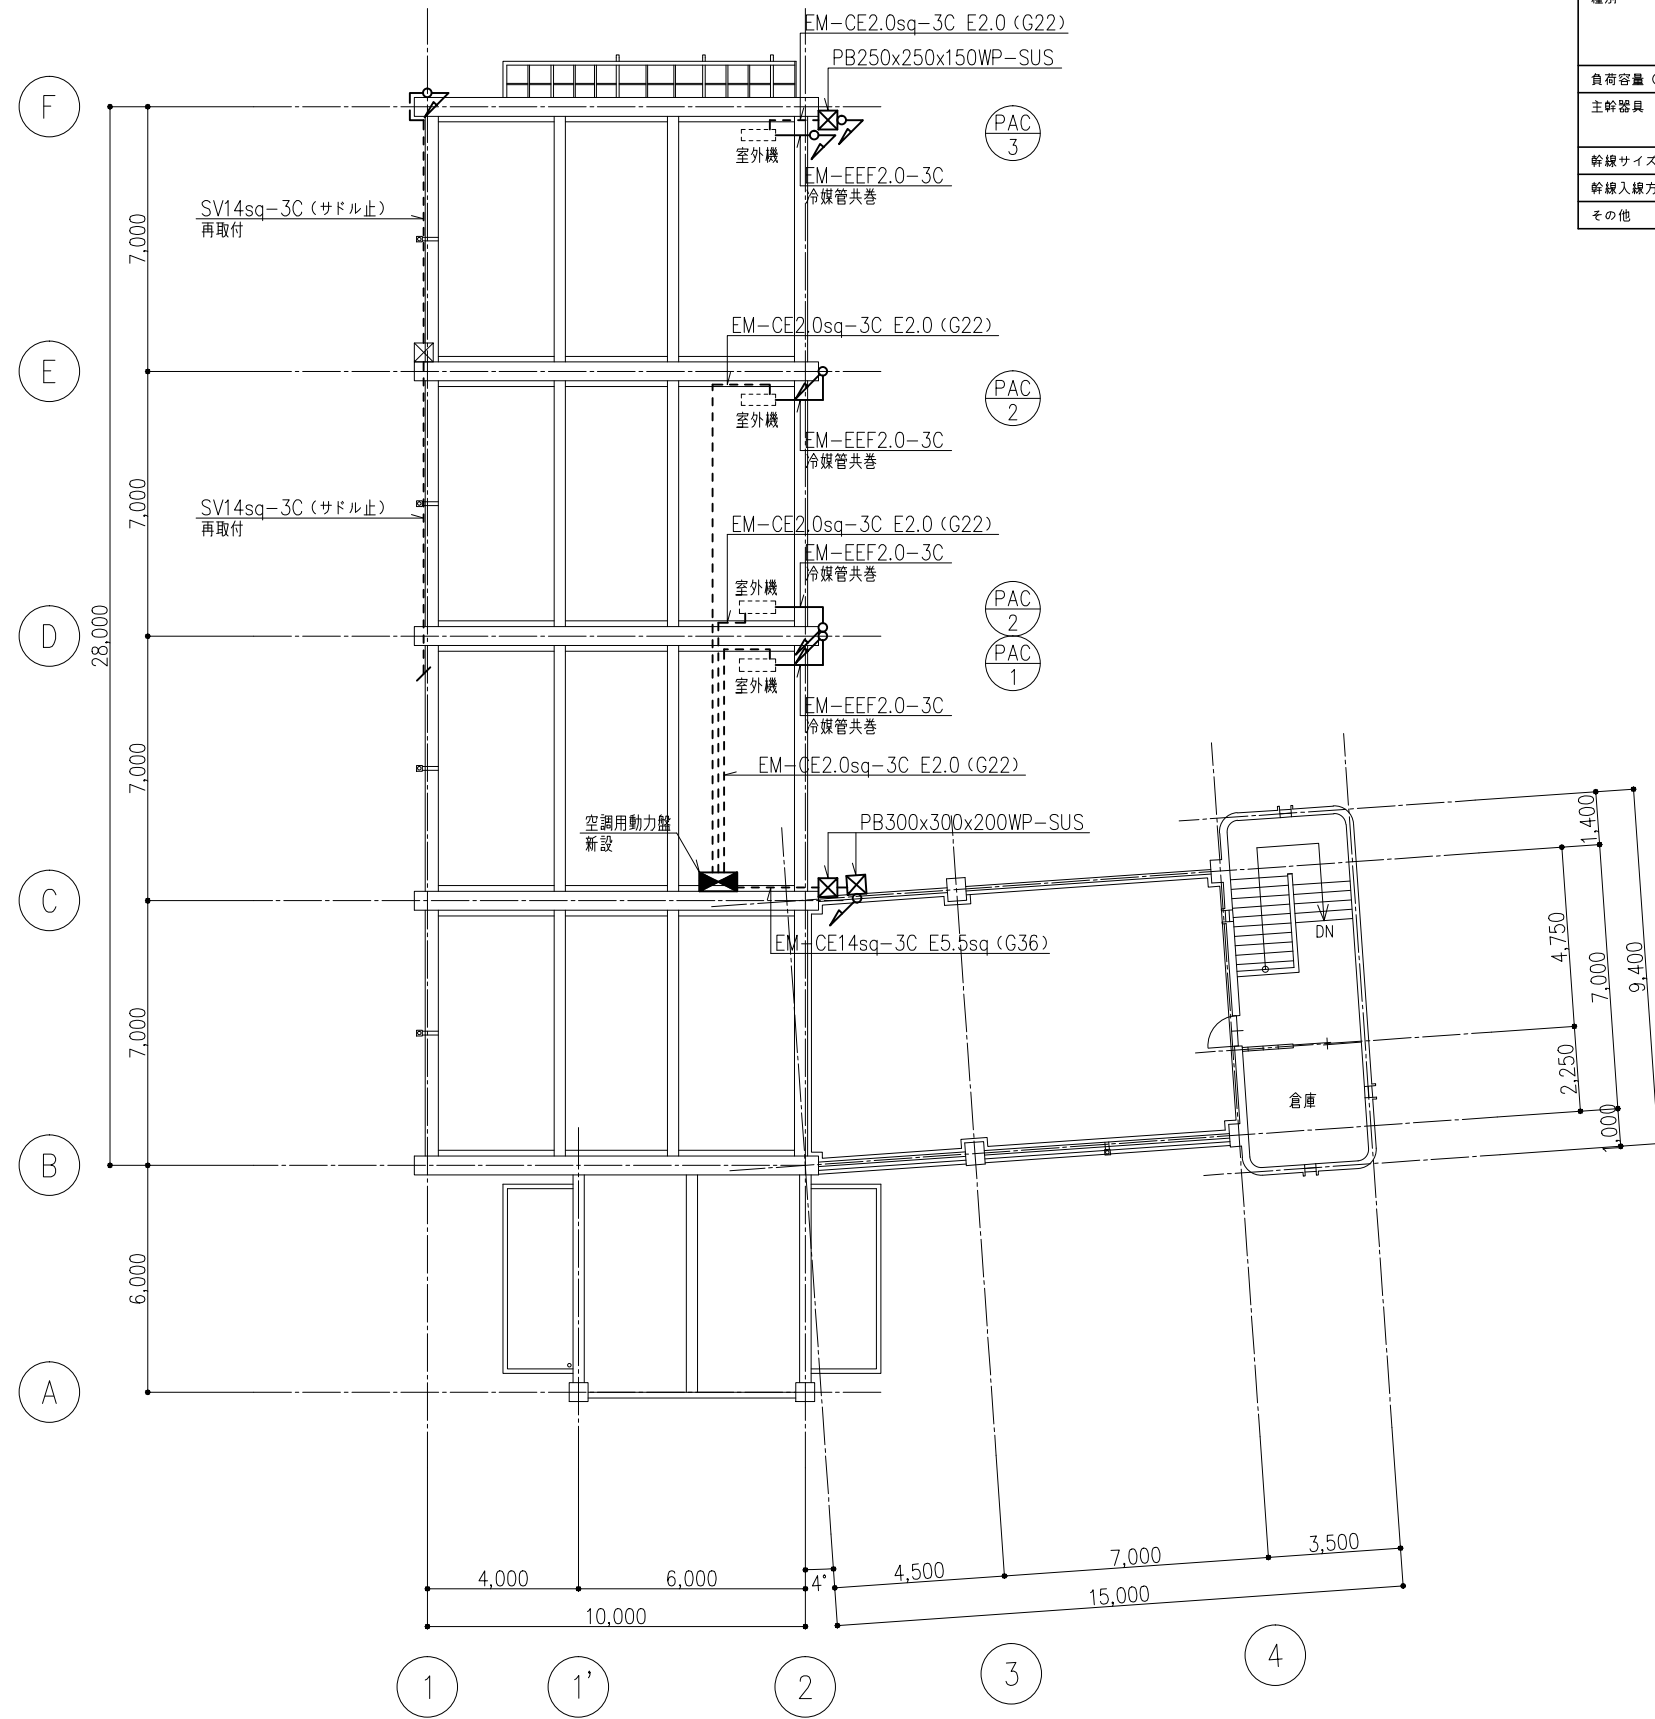 EM-CE2.0sq-3C E2.0 (G22)
PB250x250x150WP-SUS
負荷容量
主幹器具
幹線サイズ
幹線入線方
その他
F
PAC
3
室外機
EM-EEF2.0-3C
冷媒管共巻
SV14sq-3C (サドル止)
再取付
7,000
EM-CE2.0sq-3C E2.0 (G22)
E
PAC
2
室外機
EM-EEF2.0-3C
冷媒管共巻
SV14sq-3C (サドル止)
再取付
7,000
EM-CE2.0sq-3C E2.0 (G22)
EM-EEF2.0-3C
冷媒管共巻
室外機
PAC
2
D
28,000
PAC
1
室外機
EM-EEF2.0-3C
冷媒管共巻
7,000
EM-CE2.0sq-3C E2.0 (G22)
空調用動力盤
新設
PB300x300x200WP-SUS
1,400
C
EM-CE14sq-3C E5.5sq (G36)
DN
4,750
7,000
9,400
7,000
2,250
倉庫
1,000
B
6,000
A
4,000
6,000
4°
4,500
7,000
3,500
10,000
15,000
1
1'
2
3
4